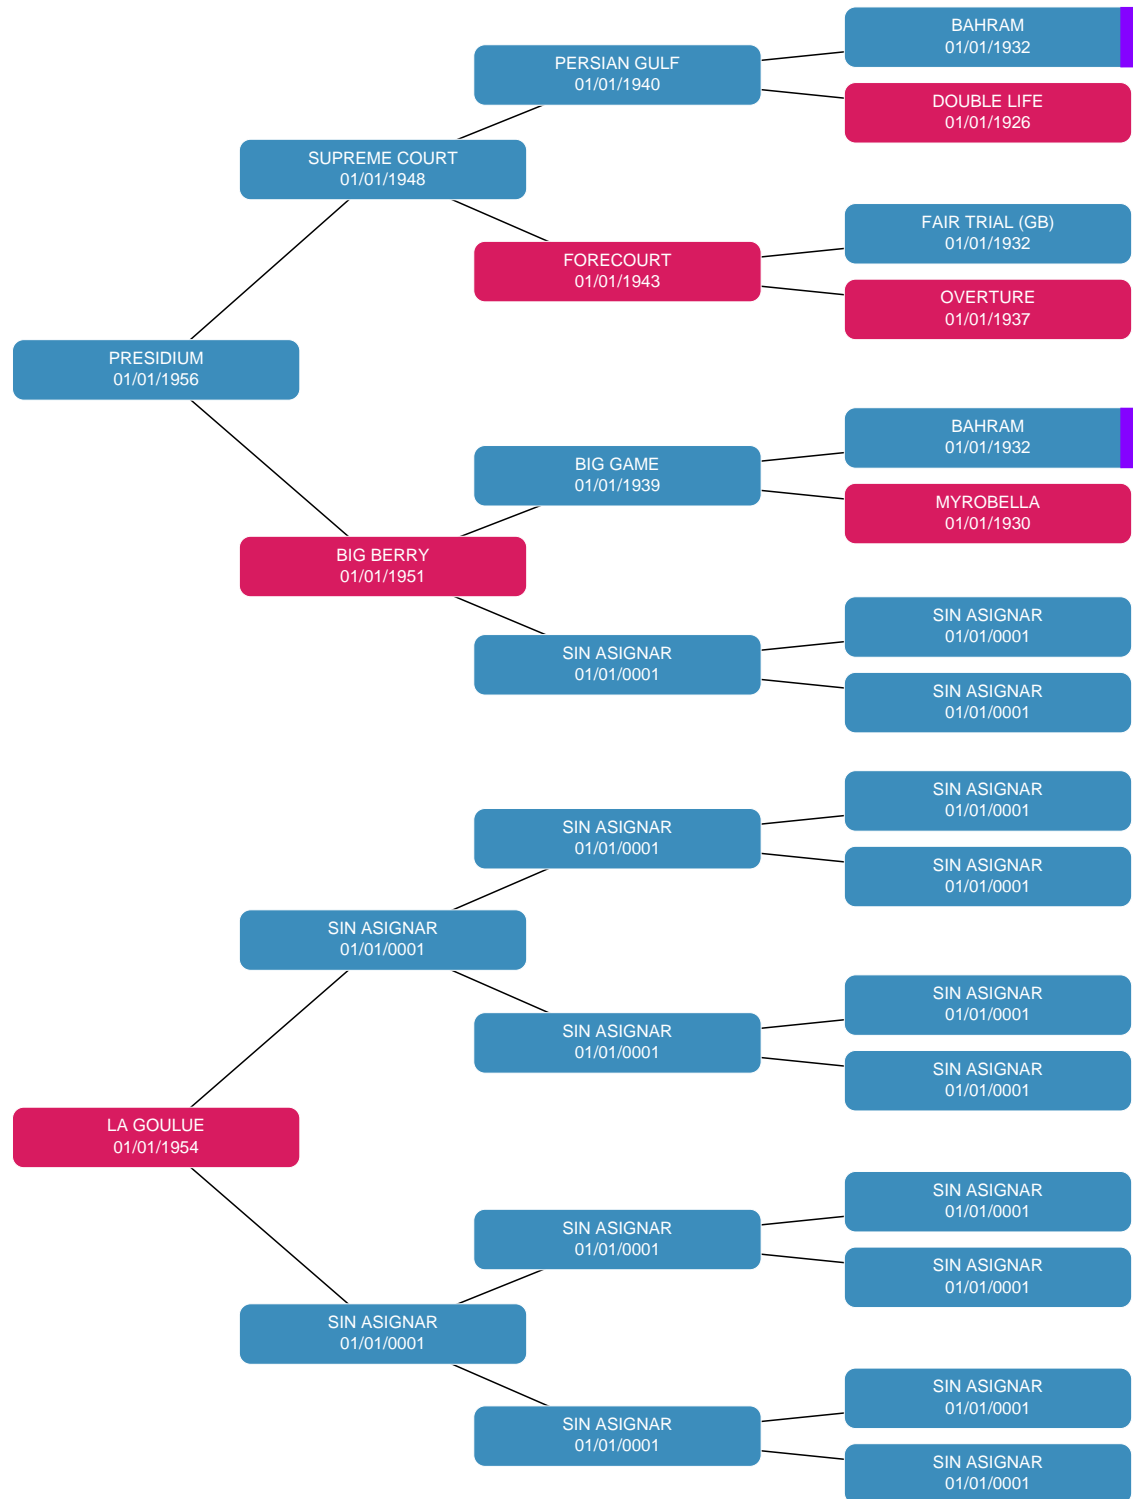 BAHRAM
01/01/1932
PERSIAN GULF
01/01/1940
DOUBLE LIFE
01/01/1926
SUPREME COURT
01/01/1948
FAIR TRIAL (GB)
01/01/1932
FORECOURT
01/01/1943
OVERTURE
01/01/1937
PRESIDIUM
01/01/1956
BAHRAM
01/01/1932
BIG GAME
01/01/1939
MYROBELLA
01/01/1930
BIG BERRY
01/01/1951
SIN ASIGNAR
01/01/0001
SIN ASIGNAR
01/01/0001
SIN ASIGNAR
01/01/0001
SIN ASIGNAR
01/01/0001
SIN ASIGNAR
01/01/0001
SIN ASIGNAR
01/01/0001
SIN ASIGNAR
01/01/0001
SIN ASIGNAR
01/01/0001
SIN ASIGNAR
01/01/0001
SIN ASIGNAR
01/01/0001
LA GOULUE
01/01/1954
SIN ASIGNAR
01/01/0001
SIN ASIGNAR
01/01/0001
SIN ASIGNAR
01/01/0001
SIN ASIGNAR
01/01/0001
SIN ASIGNAR
01/01/0001
SIN ASIGNAR
01/01/0001
SIN ASIGNAR
01/01/0001